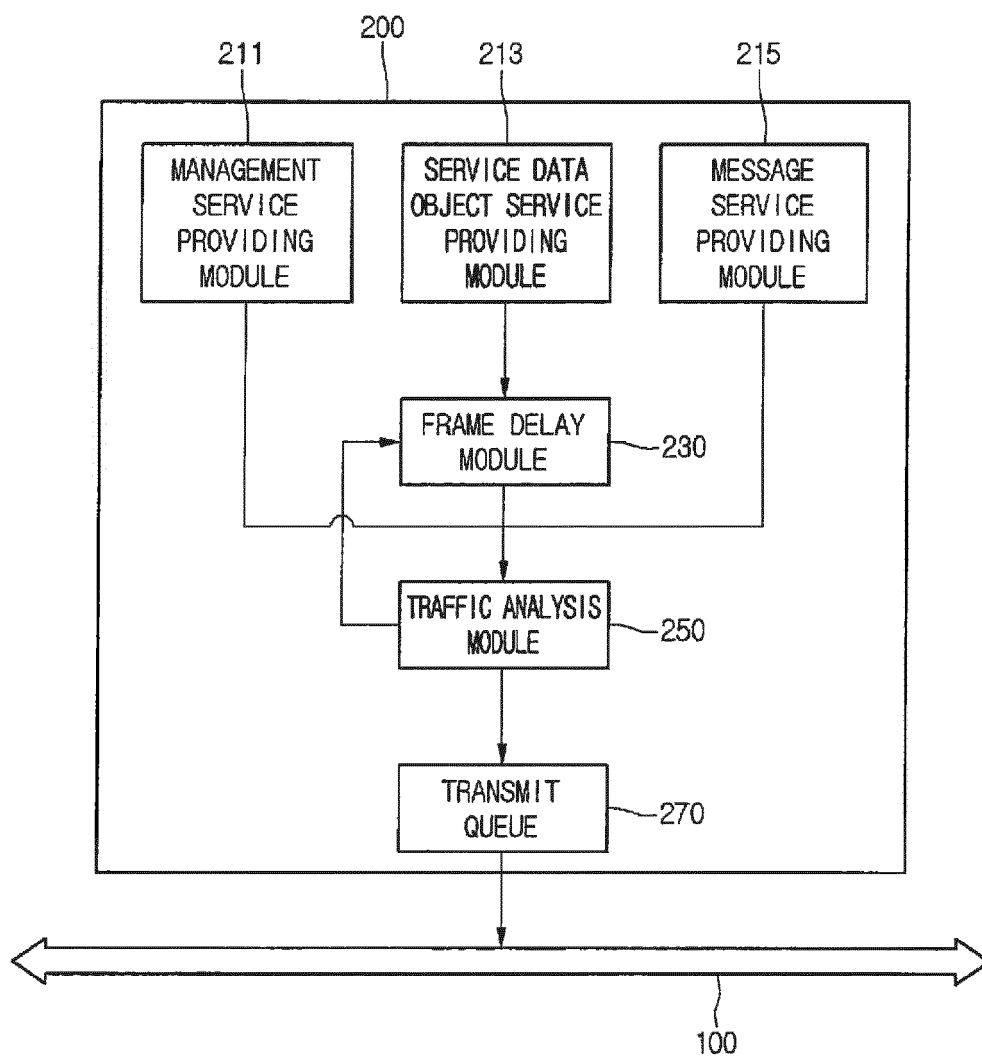 200
211
213
215
MANAGEMENT
SERVICE
PROVIDING
MODULE
SERVICE DATA
OBJECT SERVICE
PROVIDING
MODULE
MESSAGE
SERVICE
PROVIDING
MODULE
FRAME DELAY
MODULE
230
TRAFFIC ANALYSIS
MODULE
250
TRANSMIT
QUEUE
270
100